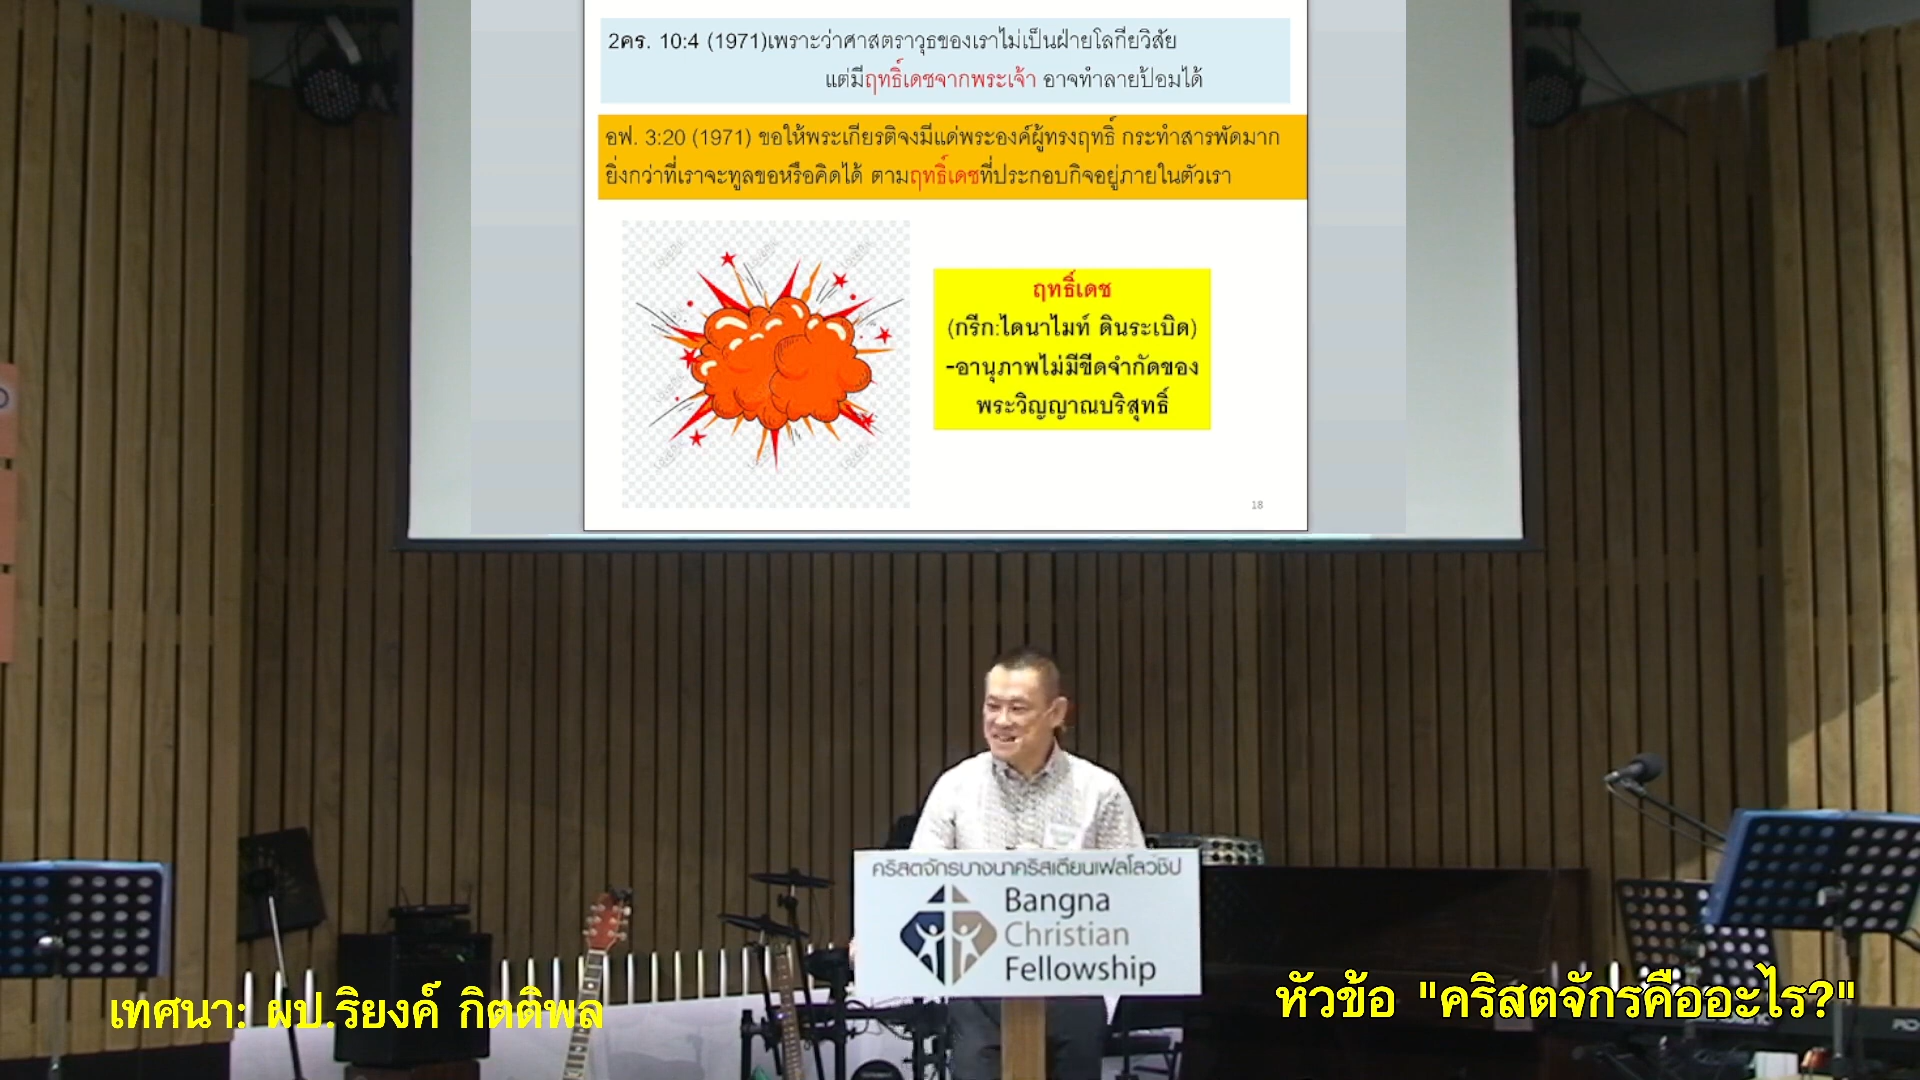 2คร. 10:4 (1971)เพราะว่าศาสตราวุธของเราไม่เป็นฝ่ายโลกียวิสัย
แต่มีฤทธิ์เดชจากพระเจ้า อาจทำลายป้อมได้
อฟ. 3:20 (1971) ขอให้พระเกียรติจงมีแด่พระองค์ผู้ทรงฤทธิ์ กระทำสารพัดมาก
ยิ่งกว่าที่เราจะทูลขอหรือคิดได้ ตามฤทธิ์เดชที่ประกอบกิจอยู่ภายในตัวเรา
ฤทธิ์เดช
(กรีก:ไดนาไมท์ ดินระเบิด)
-อานุภาพไม่มีขีดจำกัดของ
พระวิญญาณบริสุทธิ์
18
คริสตจักรบางนาคริสเตียนเฟลโลว์ชิป
Bangna
Christian
Fellowship
เทศนา: ผป.ริยงค์ กิตติพล
หัวข้อ "คริสตจักรคืออะไร?"